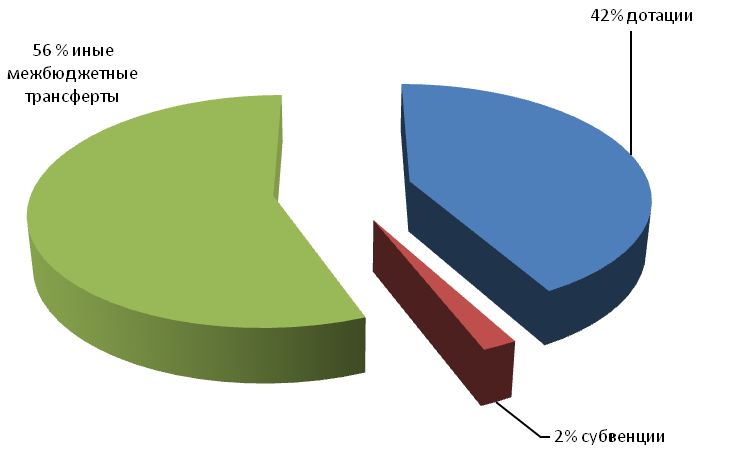 42% дотации
56 % иные
межбюджетные
трансферты
2% субвенции